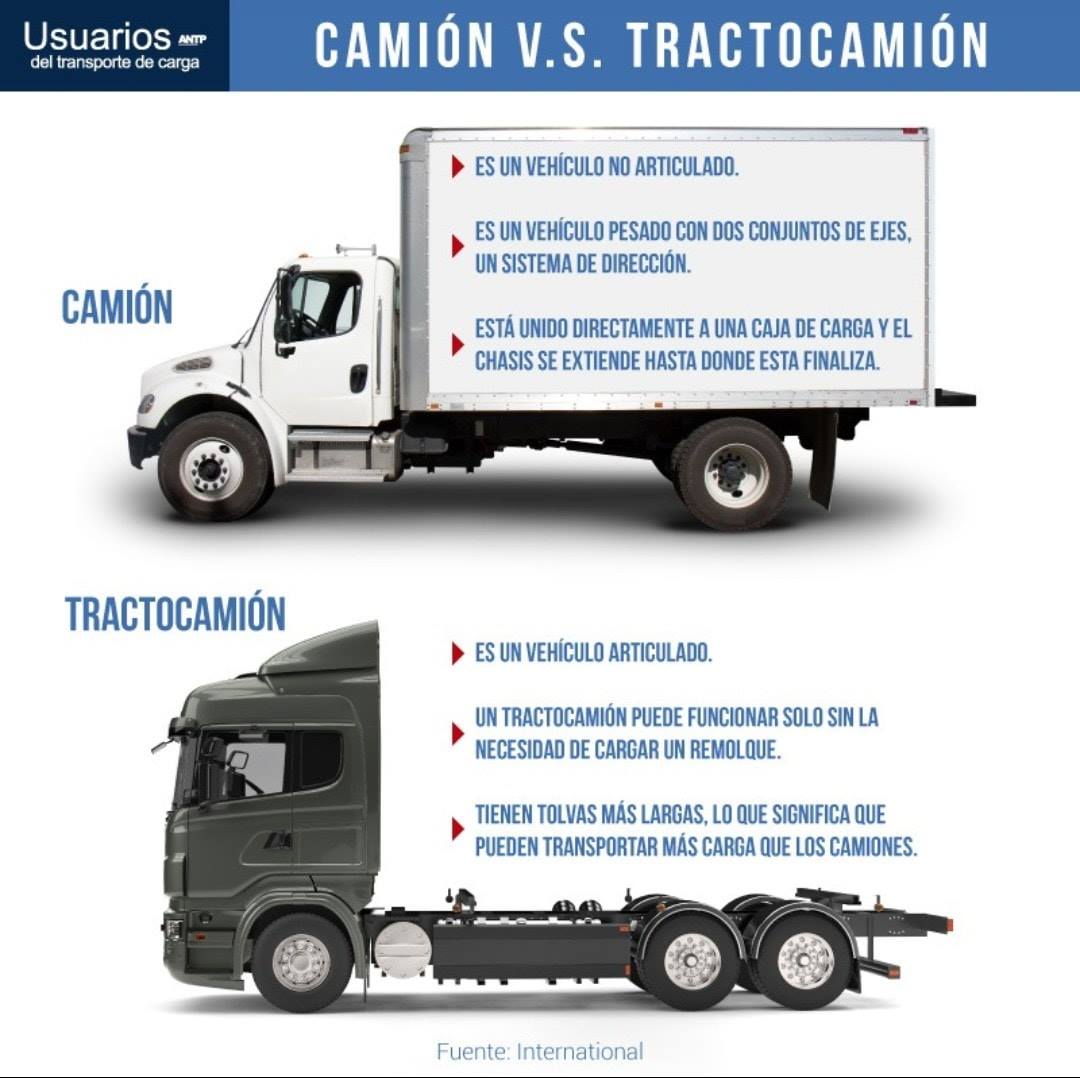 Usuarios ANTP
del transporte de carga
CAMIÓN V.S. TRACTOCAMIÓN
CAMIÓN
ES UN VEHÍCULO NO ARTICULADO.
ES UN VEHÍCULO PESADO CON DOS CONJUNTOS DE EJES,
UN SISTEMA DE DIRECCIÓN.
ESTÁ UNIDO DIRECTAMENTE A UNA CAJA DE CARGA Y EL
CHASIS SE EXTIENDE HASTA DONDE ESTA FINALIZA.
TRACTOCAMIÓN
ES UN VEHÍCULO ARTICULADO.
UN TRACTOCAMIÓN PUEDE FUNCIONAR SOLO SIN LA
NECESIDAD DE CARGAR UN REMOLQUE.
TIENEN TOLVAS MÁS LARGAS, LO QUE SIGNIFICA QUE
PUEDEN TRANSPORTAR MÁS CARGA QUE LOS CAMIONES.
Fuente: International